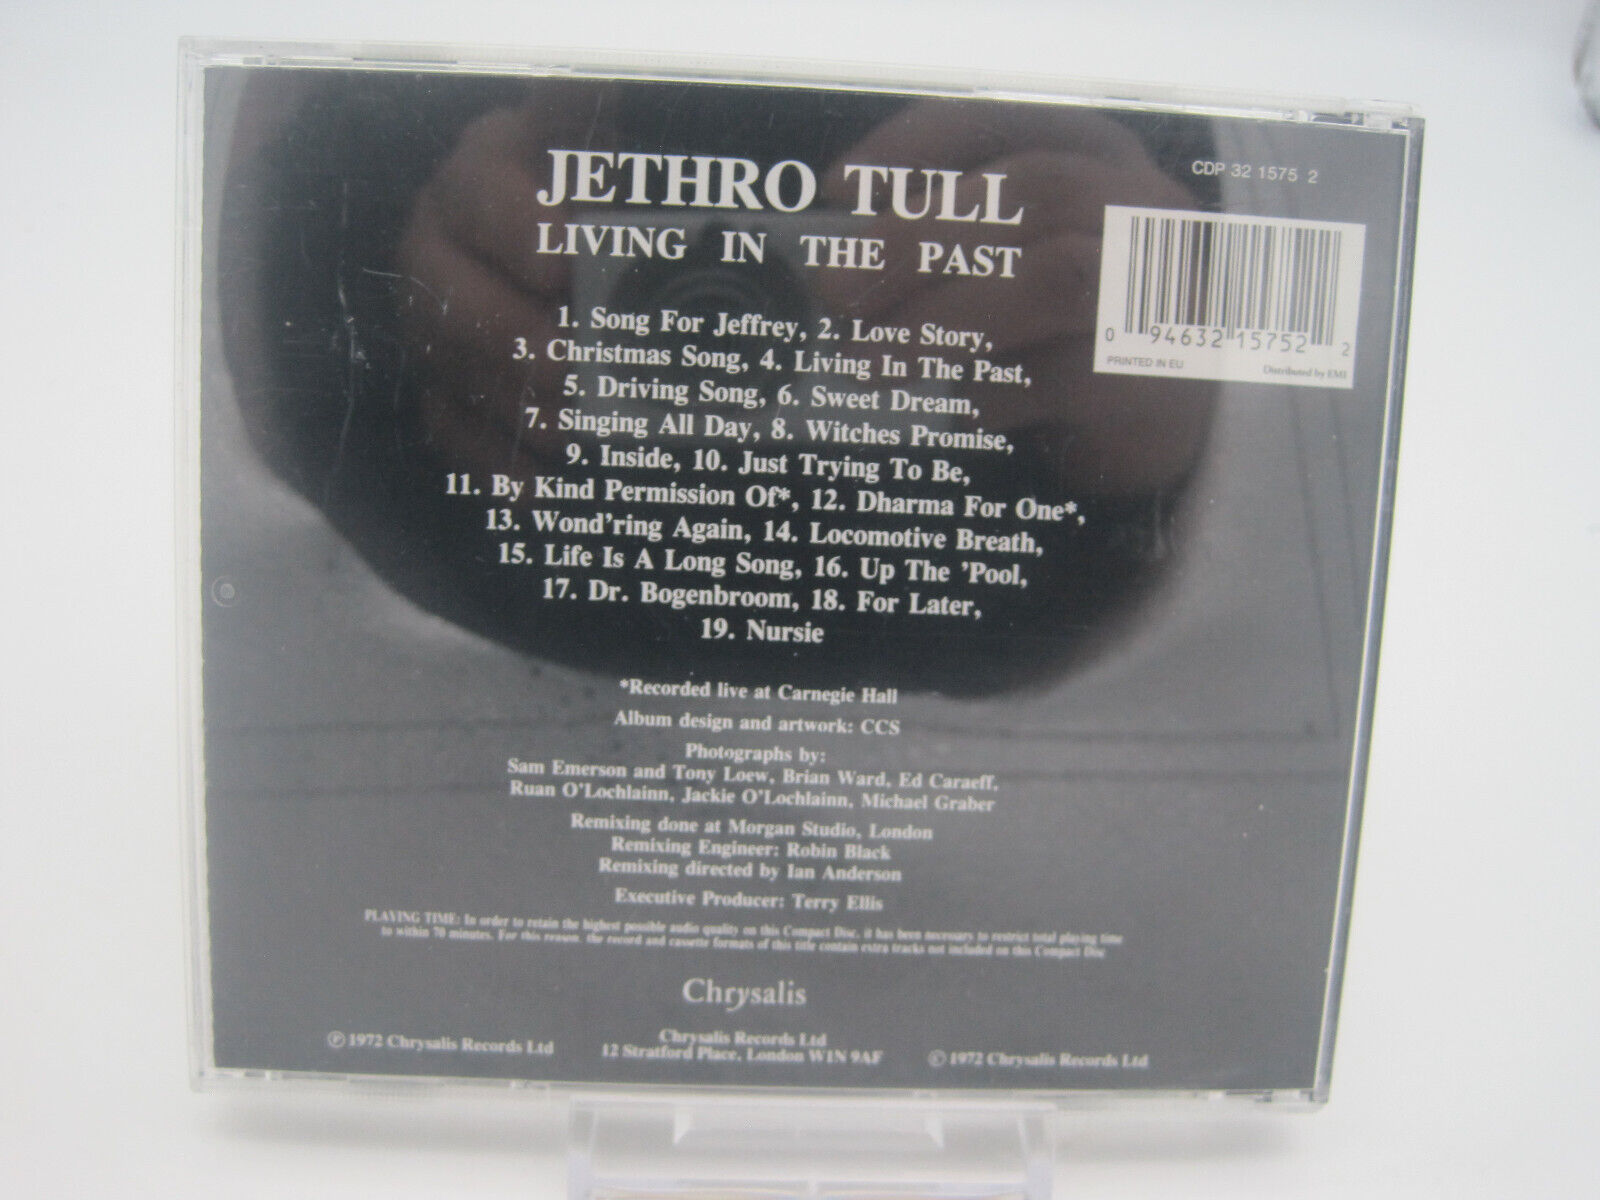 JETHRO TULL
LIVING IN THE PAST
CDP 32 1575 2
0 94632 15752 2
PRINTED IN EU
Distributed by EMI
1. Song For Jeffrey, 2. Love Story,
3. Christmas Song, 4. Living In The Past,
5. Driving Song, 6. Sweet Dream,
7. Singing All Day, 8. Witches Promise,
9. Inside, 10. Just Trying To Be,
11. By Kind Permission Of*, 12. Dharma For One*,
13. Wond'ring Again, 14. Locomotive Breath,
15. Life Is A Long Song, 16. Up The 'Pool,
17. Dr. Bogenbroom, 18. For Later,
19. Nursie
*Recorded live at Carnegie Hall
Album design and artwork: CCS
Photographs by:
Sam Emerson and Tony Loew, Brian Ward, Ed Caraeff,
Ruan O'Lochlainn, Jackie O'Lochlainn, Michael Graber
Remixing done at Morgan Studio, London
Remixing Engineer: Robin Black
Remixing directed by Ian Anderson
Executive Producer: Terry Ellis
PLAYING TIME: In order to retain the highest possible audio quality on this Compact Disc, it has been necessary to restrict total playing time
to within 70 minutes. For this reason the record and cassette formats of this title contain extra tracks not included on this Compact Disc
Chrysalis
℗ 1972 Chrysalis Records Ltd
Chrysalis Records Ltd
12 Stratford Place, London W1N 9AF
© 1972 Chrysalis Records Ltd